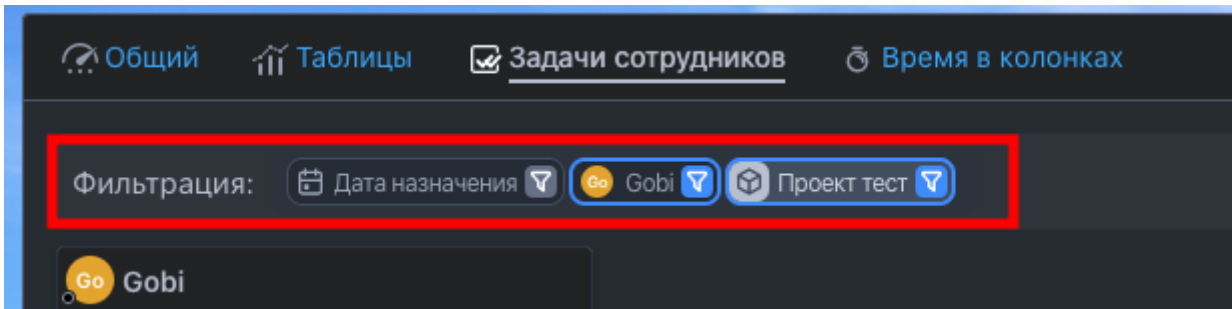 Общий Таблицы Задачи сотрудников Время в колонках
Фильтрация: Дата назначения Go Gobi Проект тест
Go Gobi